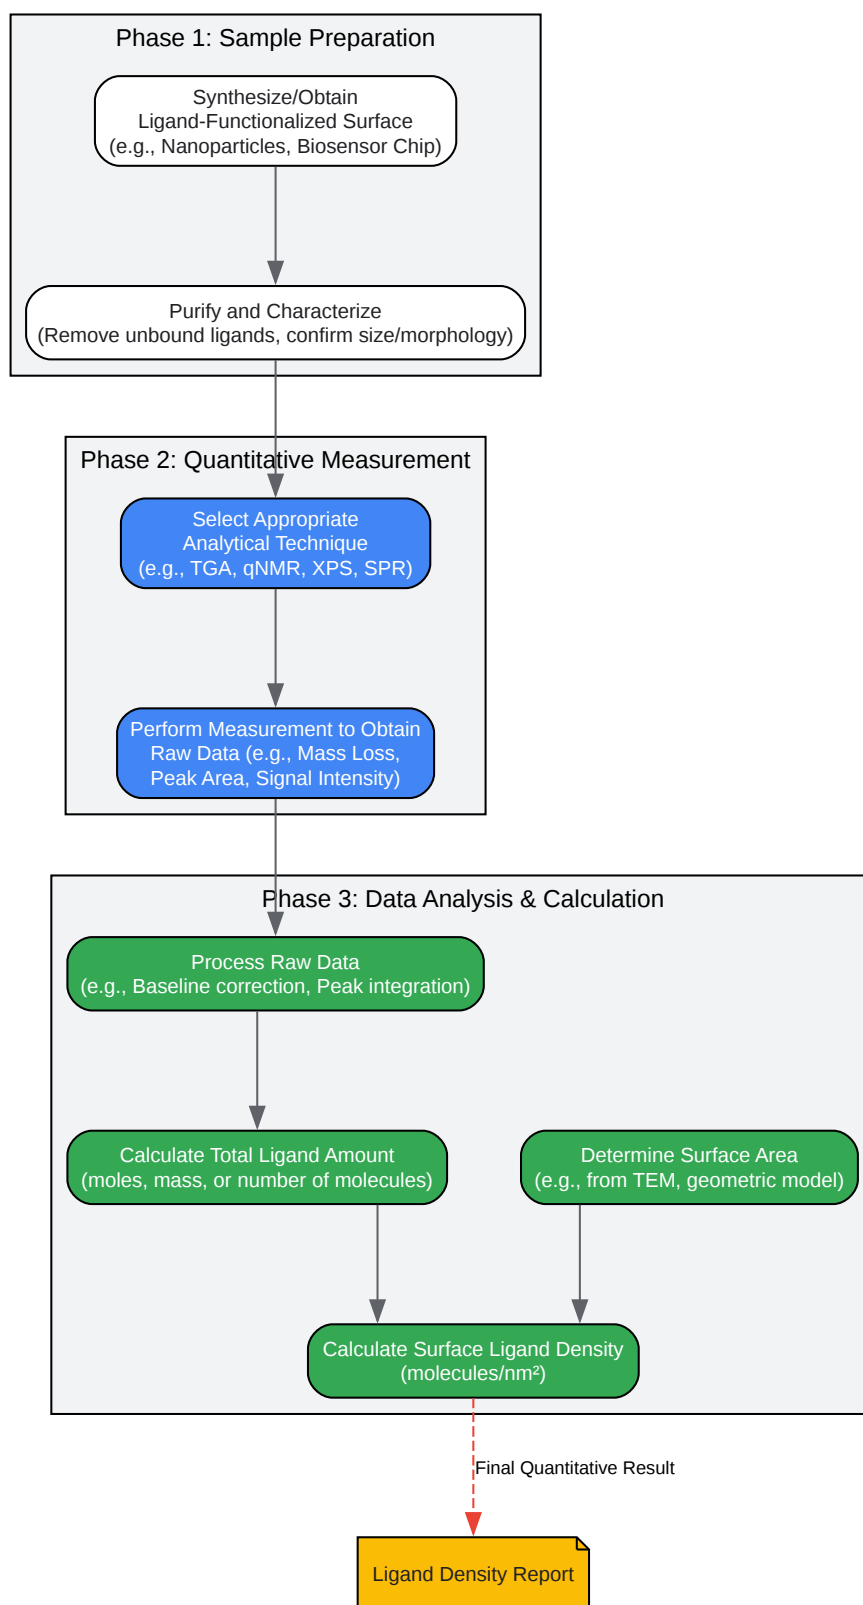 Phase 1: Sample Preparation
Synthesize/Obtain
Ligand-Functionalized Surface
(e.g., Nanoparticles, Biosensor Chip)
Purify and Characterize
(Remove unbound ligands, confirm size/morphology)
Phase 2: Quantitative Measurement
Select Appropriate
Analytical Technique
(e.g., TGA, qNMR, XPS, SPR)
Perform Measurement to Obtain
Raw Data (e.g., Mass Loss,
Peak Area, Signal Intensity)
Phase 3: Data Analysis & Calculation
Process Raw Data
(e.g., Baseline correction, Peak integration)
Calculate Total Ligand Amount
(moles, mass, or number of molecules)
Determine Surface Area
(e.g., from TEM, geometric model)
Calculate Surface Ligand Density
(molecules/nm²)
Final Quantitative Result
Ligand Density Report